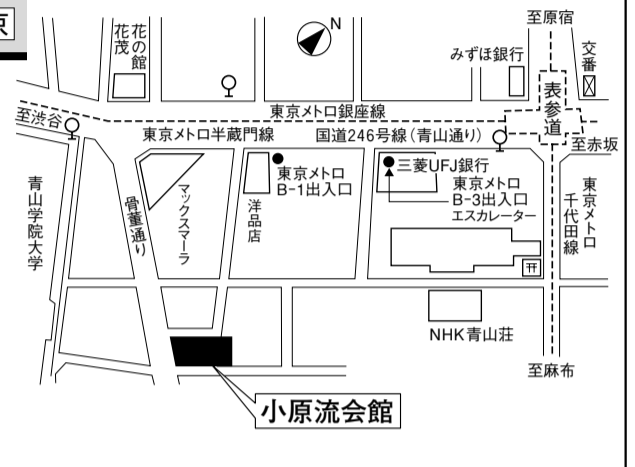 京
N
至原宿
花の館
花茂
みずほ銀行
交番
表参道
東京メトロ銀座線
至渋谷
東京メトロ半蔵門線
国道246号線(青山通り)
至赤坂
三菱UFJ銀行
東京メトロ
B-1出入口
東京メトロ
B-3出入口
エスカレーター
東京メトロ
千代田線
青山学院大学
骨董通り
マックスマーラ
洋品店
NHK青山荘
至麻布
小原流会館